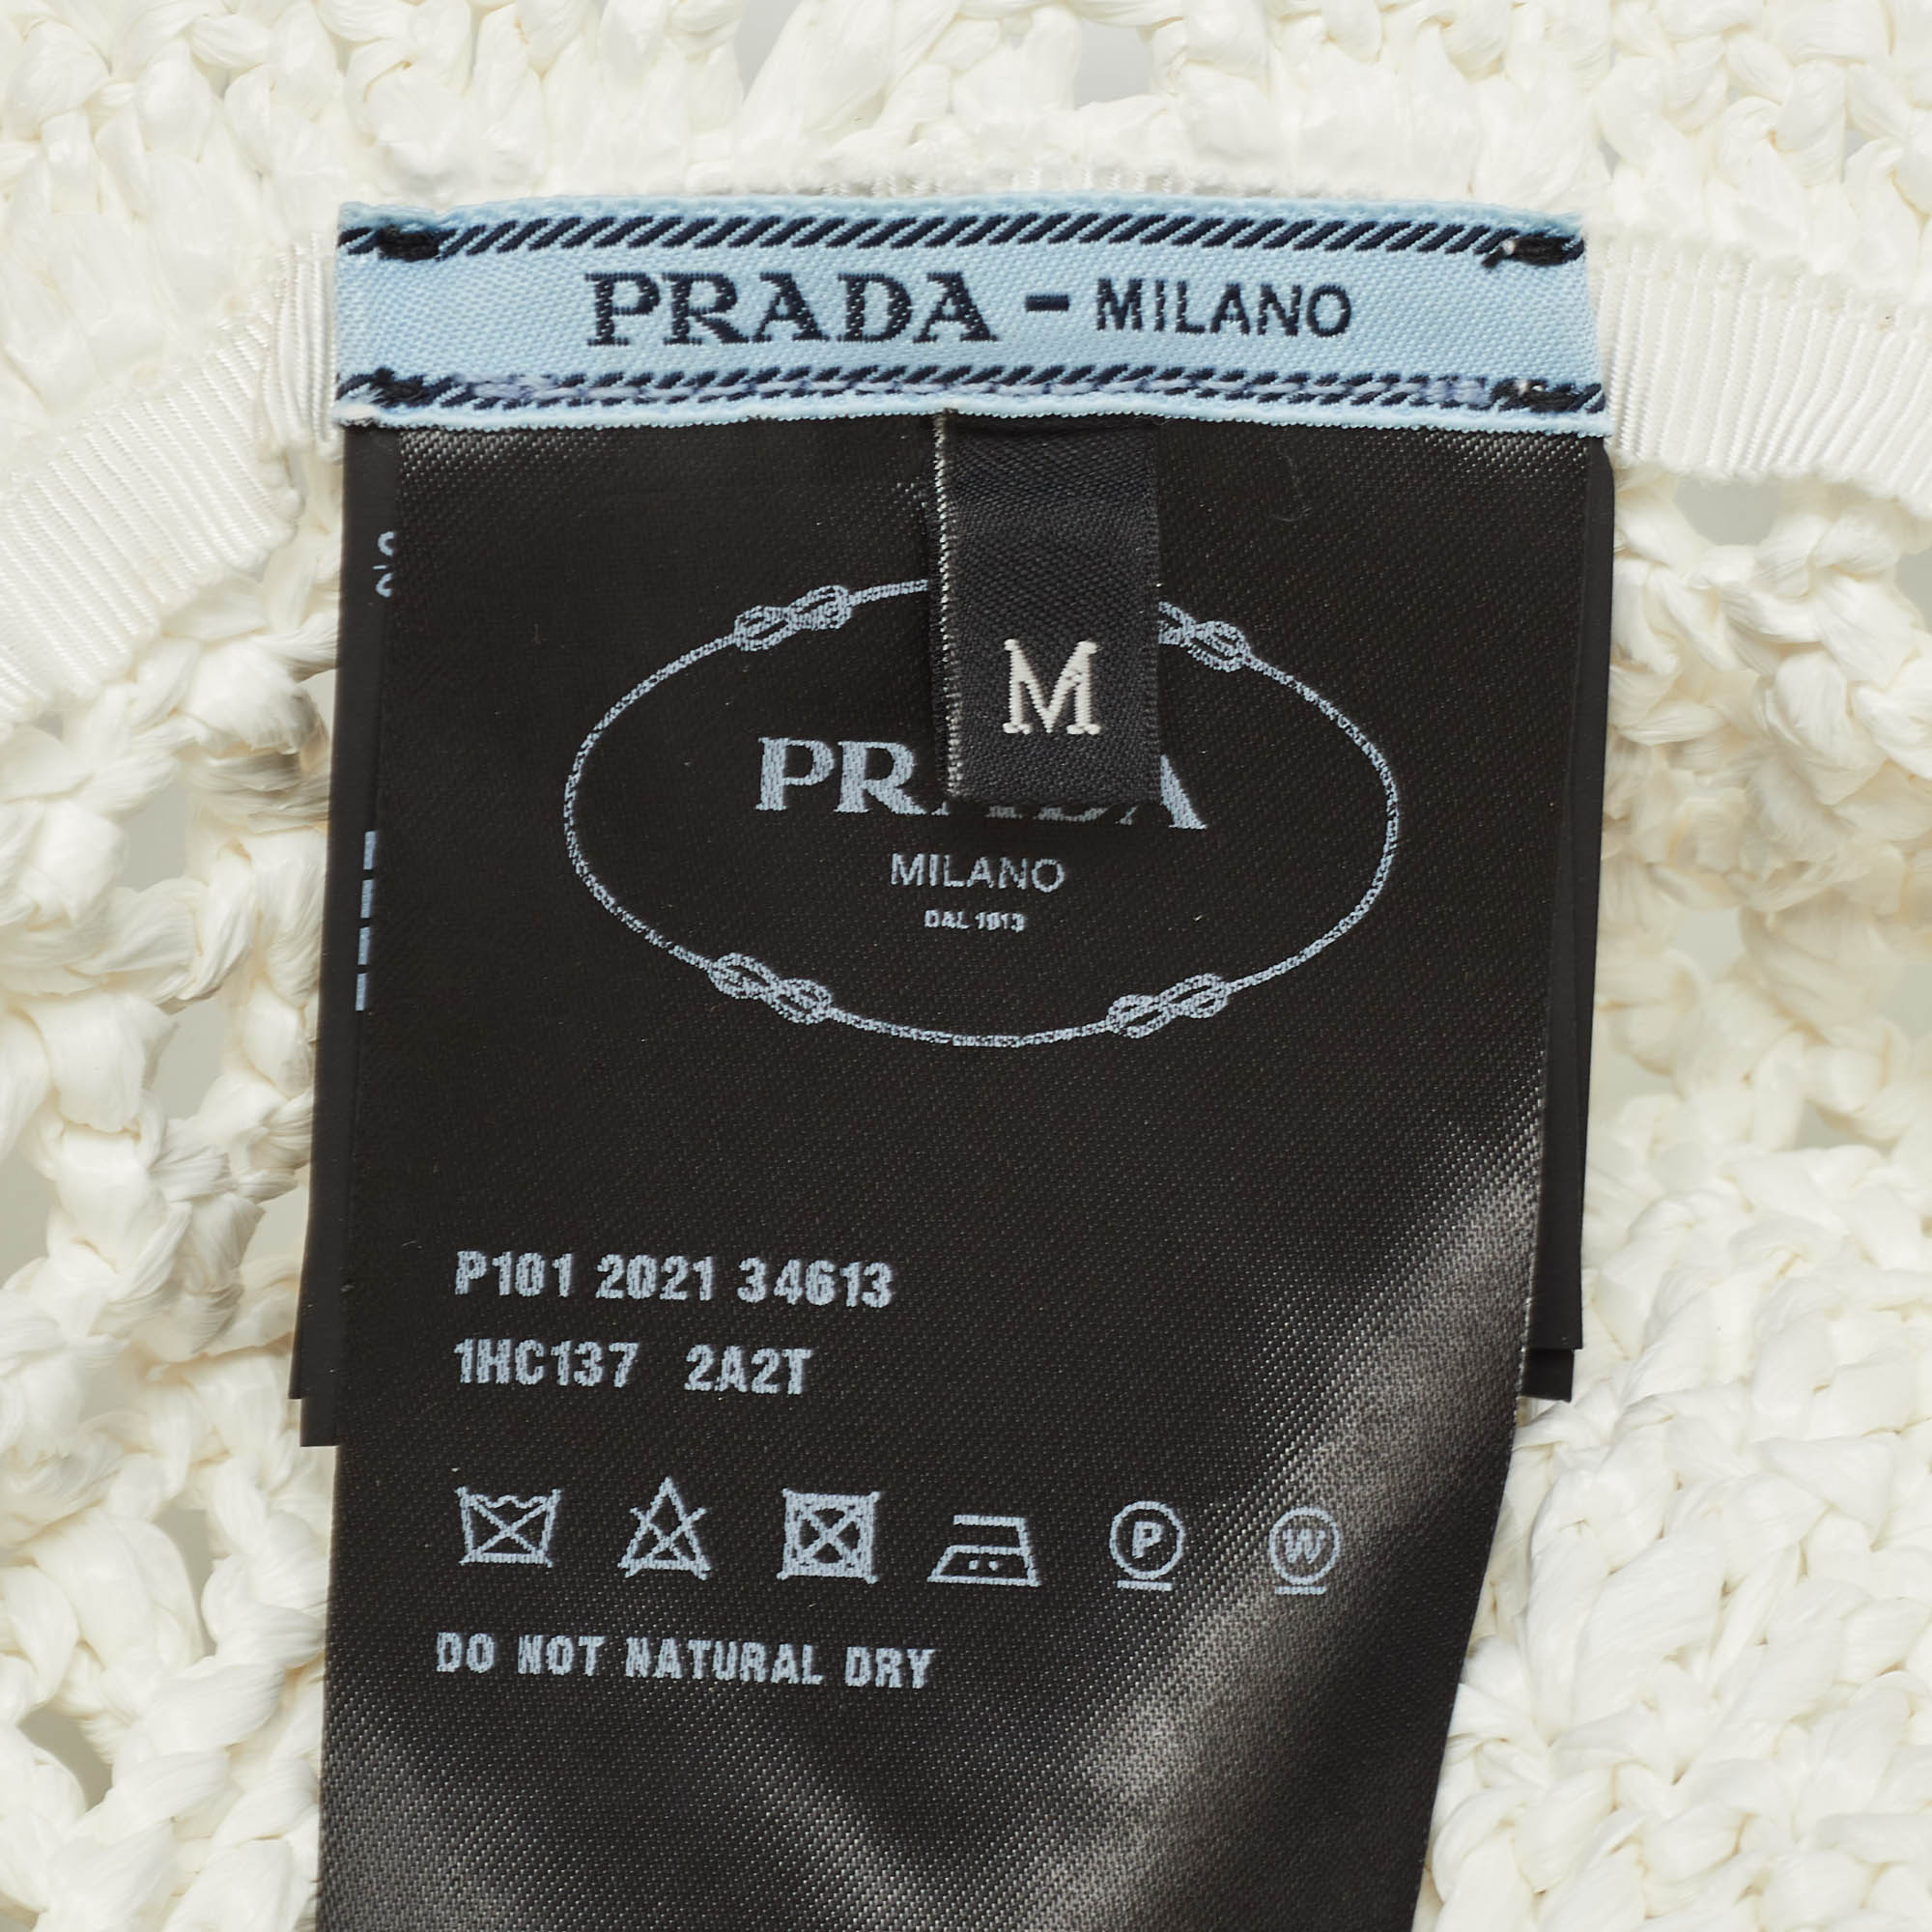 PRADA - MILANO
M
PRADA
MILANO
DAL 1913
P101 2021 34613
1HC137 2A2T
P W
DO NOT NATURAL DRY